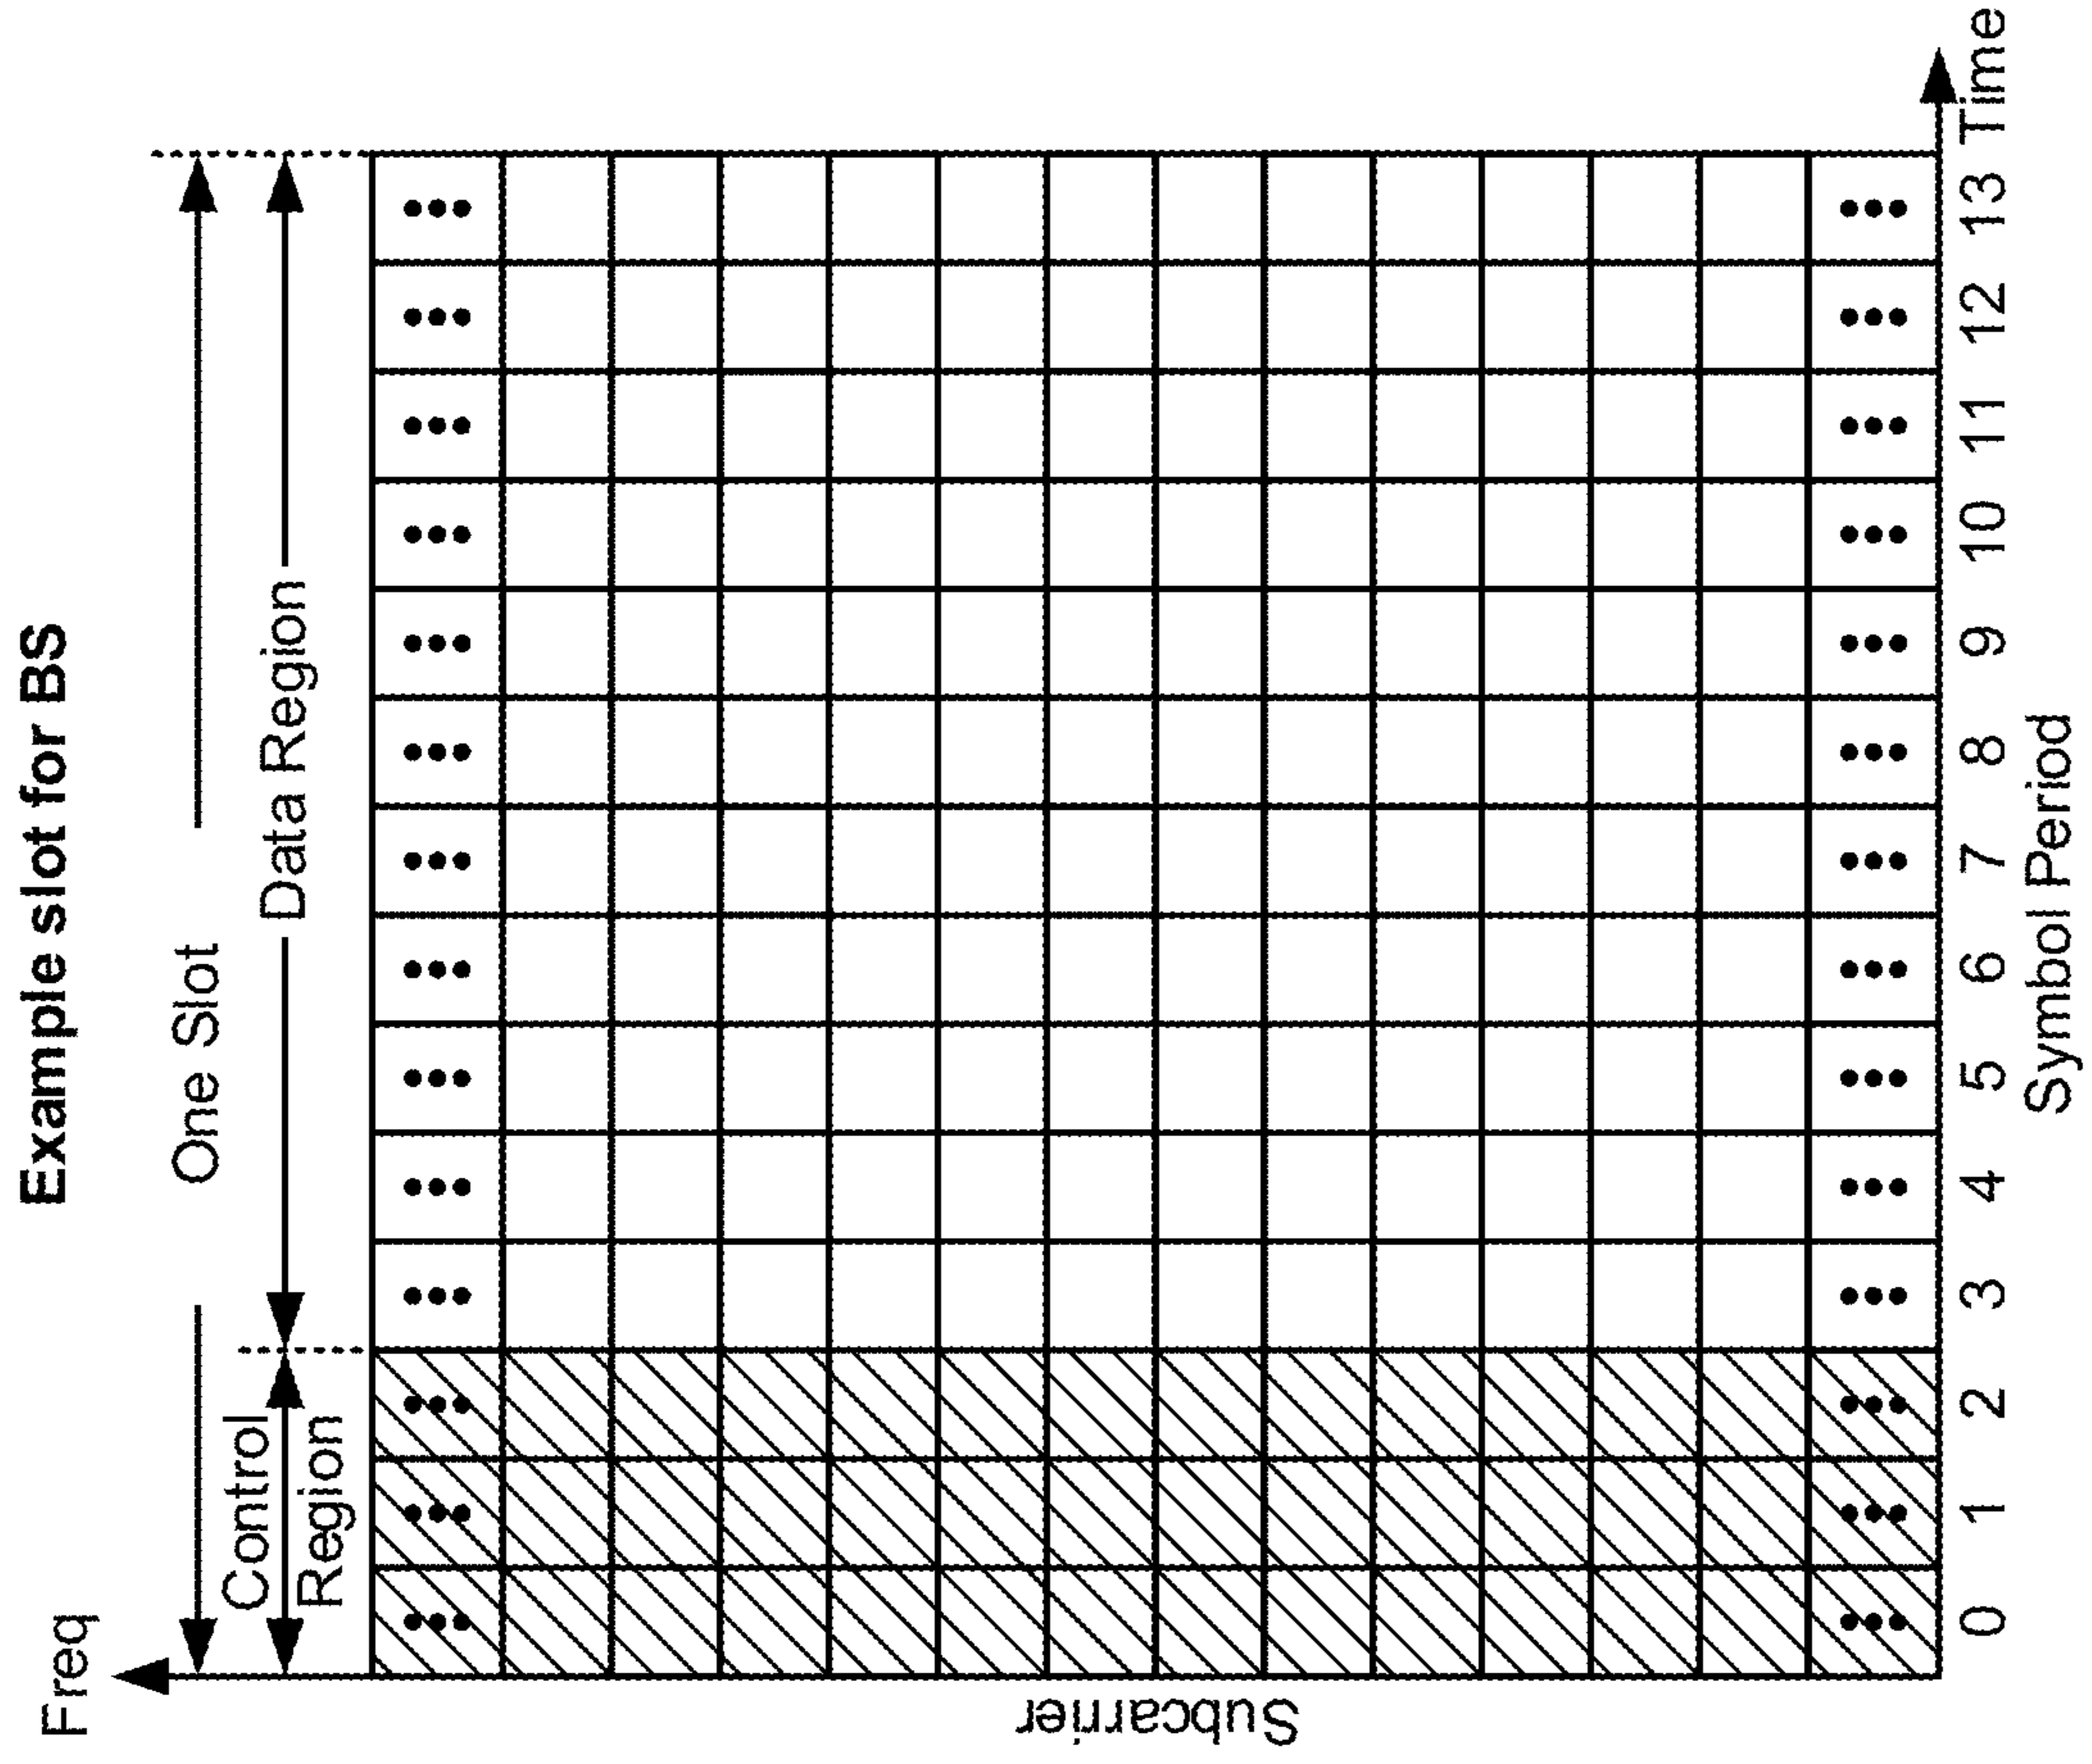 Example slot for BS
Freq
One Slot
Control
Region
Data Region
Subcarrier
0 1 2 3 4 5 6 7 8 9 10 11 12 13 Time
Symbol Period